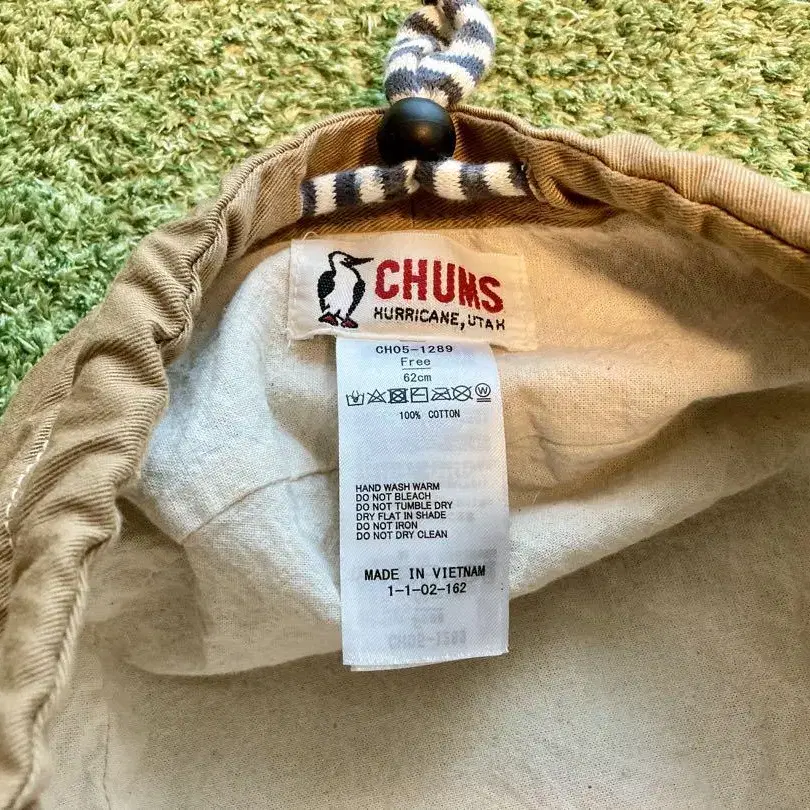 CHUMS
HURRICANE, UTAH
CH05-1289
Free
62cm
W
100% COTTON
HAND WASH WARM
DO NOT BLEACH
DO NOT TUMBLE DRY
DRY FLAT IN SHADE
DO NOT IRON
DO NOT DRY CLEAN
MADE IN VIETNAM
1-1-02-162